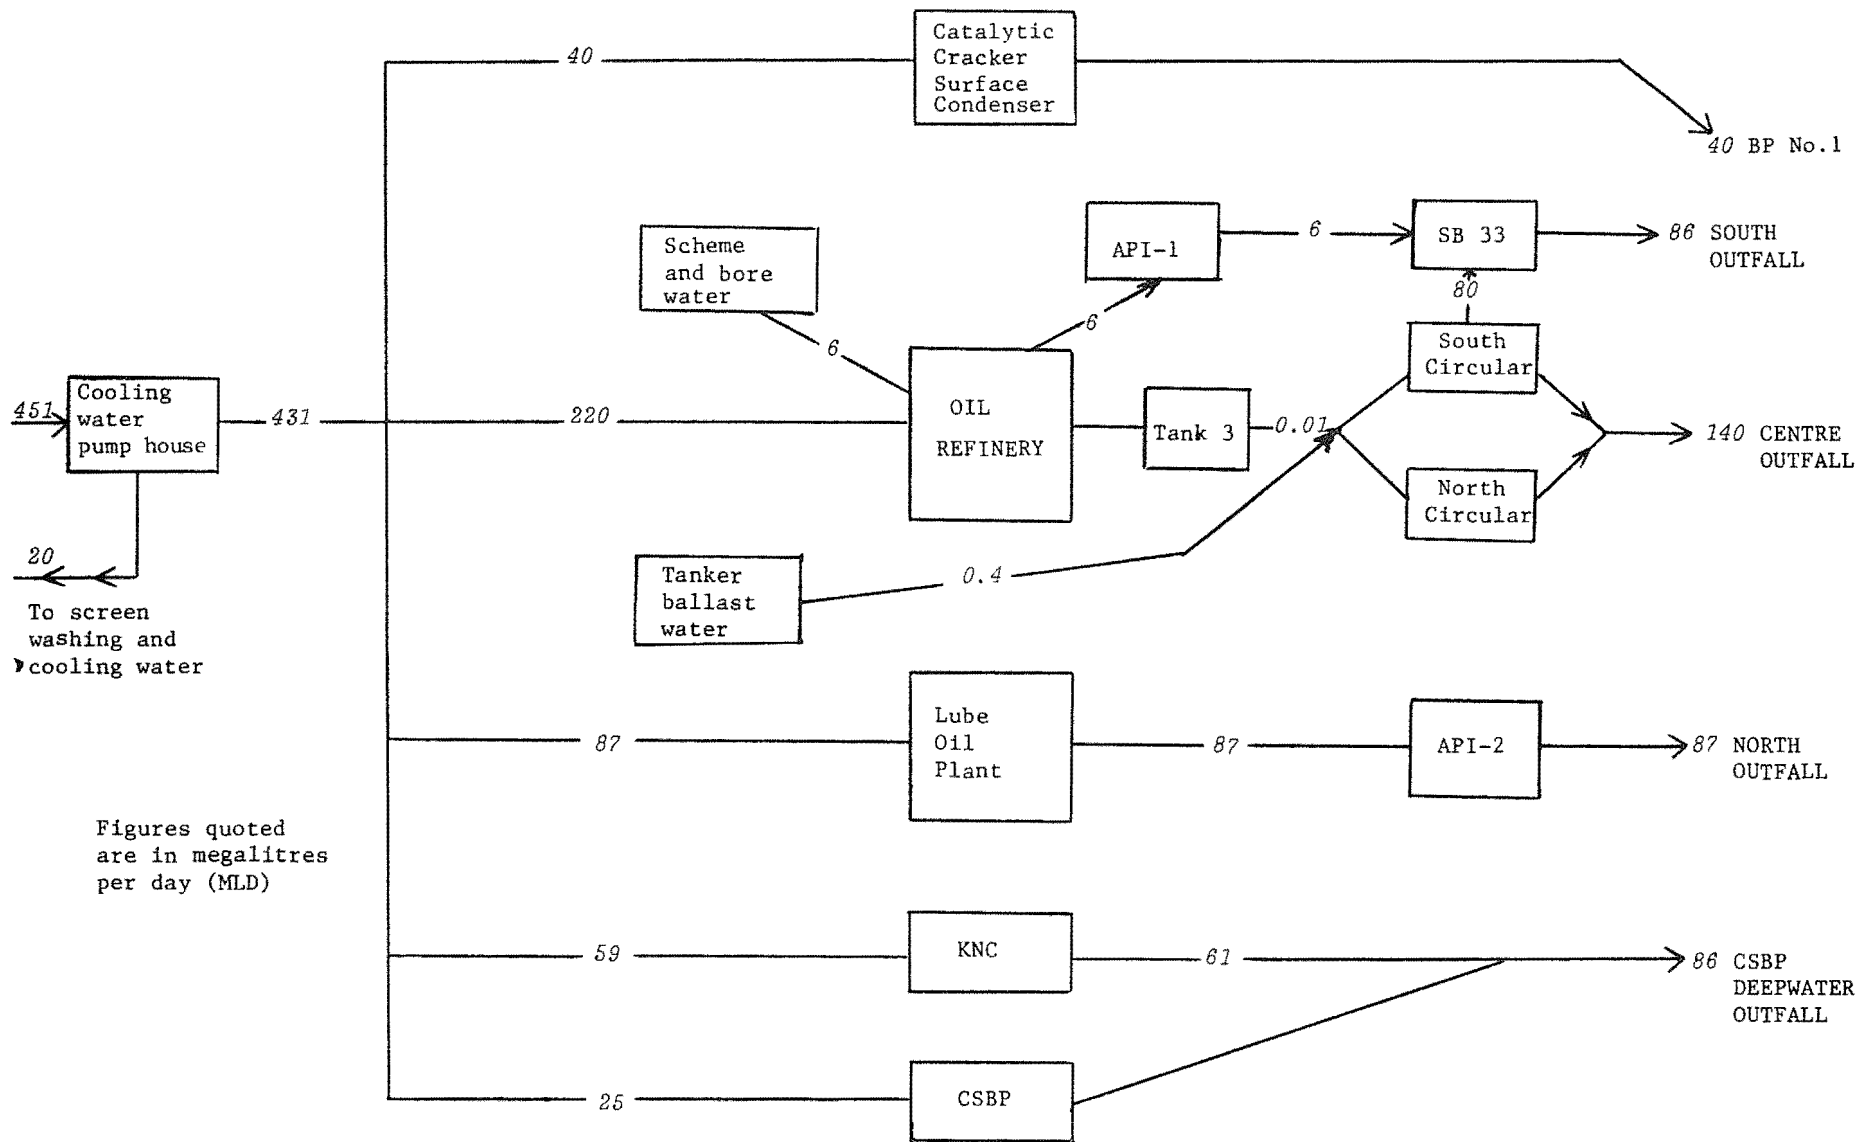 Catalytic
Cracker
Surface
Condenser
40
40 BP No.1
Scheme
and bore
water
6
API-1
6
6
SB 33
86 SOUTH
OUTFALL
80
South
Circular
451
Cooling
water
pump house
431
220
OIL
REFINERY
Tank 3
0.01
140 CENTRE
OUTFALL
North
Circular
20
To screen
washing and
cooling water
Tanker
ballast
water
0.4
87
Lube
Oil
Plant
87
API-2
87 NORTH
OUTFALL
Figures quoted
are in megalitres
per day (MLD)
59
KNC
61
86 CSBP
DEEPWATER
OUTFALL
25
CSBP